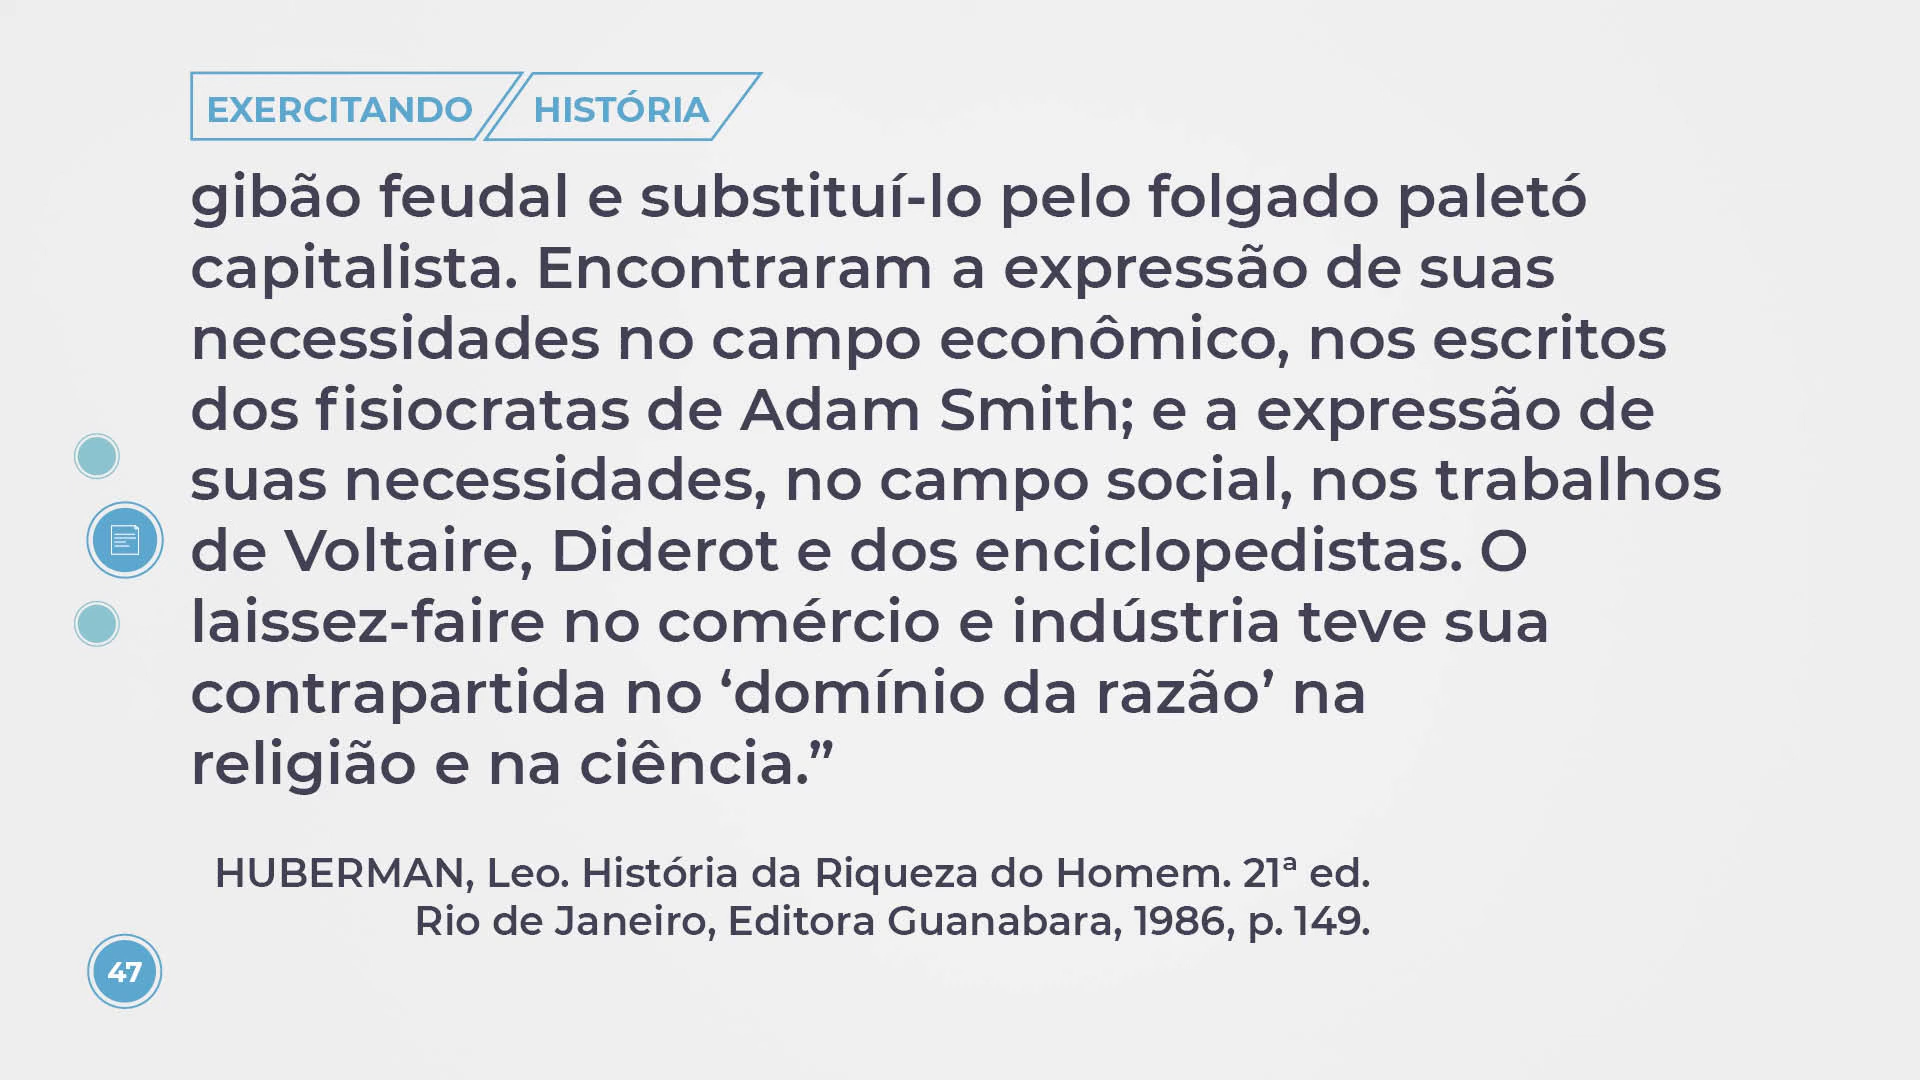 EXERCITANDO HISTÓRIA
gibão feudal e substituí-lo pelo folgado paletó
capitalista. Encontraram a expressão de suas
necessidades no campo econômico, nos escritos
dos fisiocratas de Adam Smith; e a expressão de
suas necessidades, no campo social, nos trabalhos
de Voltaire, Diderot e dos enciclopedistas. O
laissez-faire no comércio e indústria teve sua
contrapartida no ‘domínio da razão’ na
religião e na ciência.”
HUBERMAN, Leo. História da Riqueza do Homem. 21ª ed.
Rio de Janeiro, Editora Guanabara, 1986, p. 149.
47